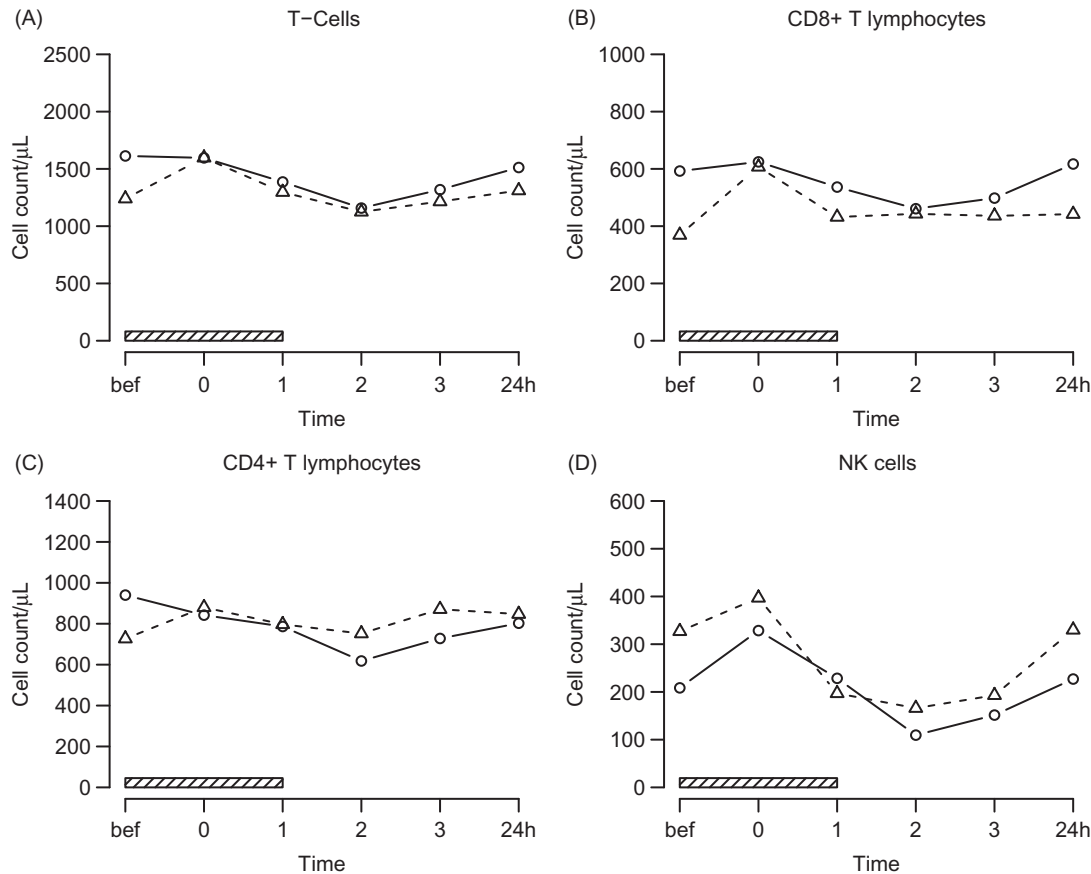 (A)
T−Cells
2500
2000
1500
1000
500
0
Cell count/μL
bef 0 1 2 3 24h
Time
(B)
CD8+ T lymphocytes
1000
800
600
400
200
0
Cell count/μL
bef 0 1 2 3 24h
Time
(C)
CD4+ T lymphocytes
1400
1200
1000
800
600
400
200
0
Cell count/μL
bef 0 1 2 3 24h
Time
(D)
NK cells
600
500
400
300
200
100
0
Cell count/μL
bef 0 1 2 3 24h
Time